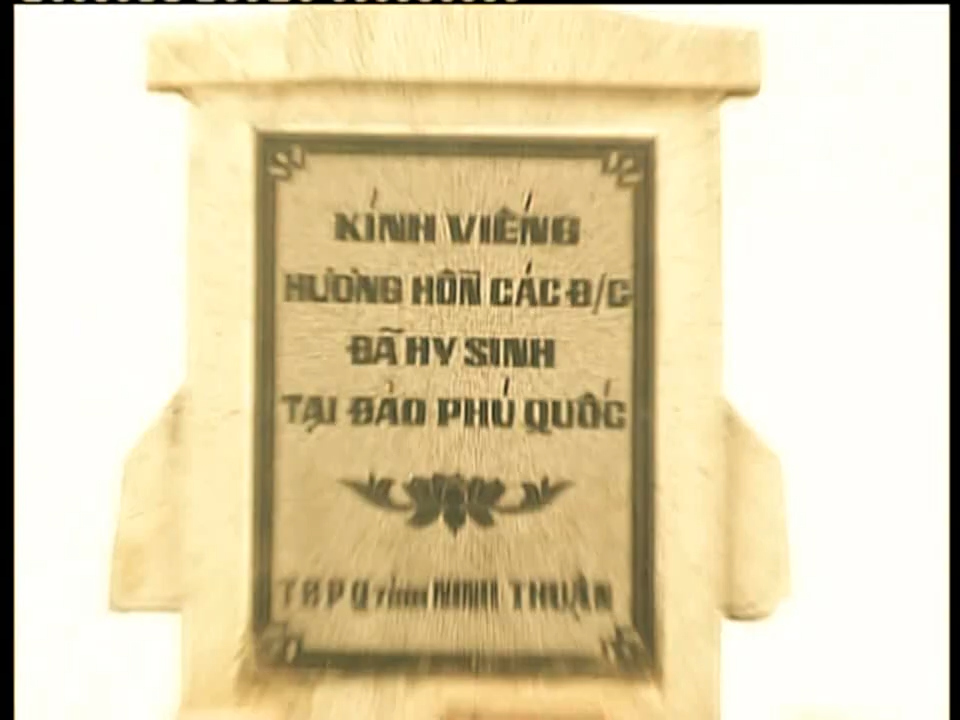 KÍNH VIẾNG
HƯƠNG HỒN CÁC Đ/C
ĐÃ HY SINH
TẠI ĐẢO PHÚ QUỐC
NINH THUẬN